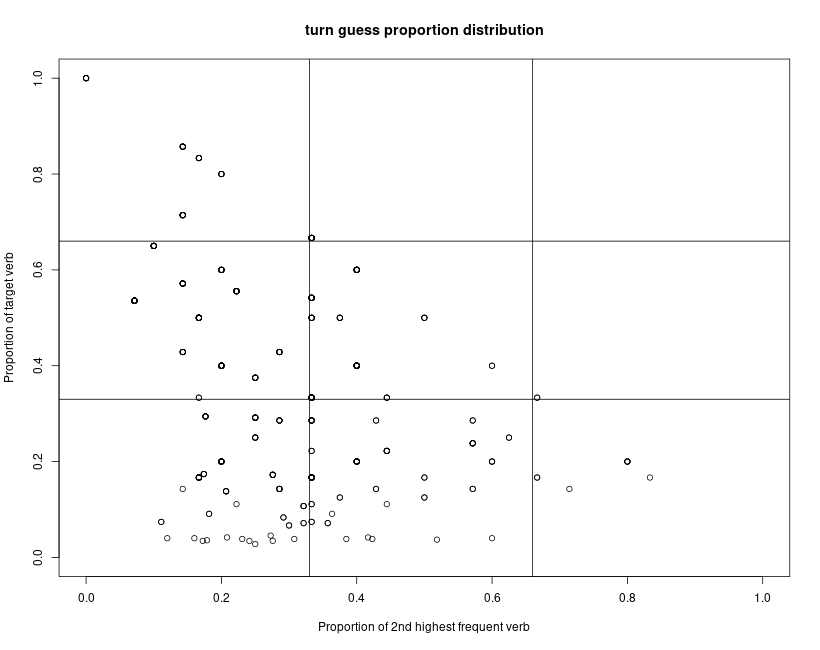 turn guess proportion distribution
Proportion of target verb
1.0
0.8
0.6
0.4
0.2
0.0
0.0 0.2 0.4 0.6 0.8 1.0
Proportion of 2nd highest frequent verb